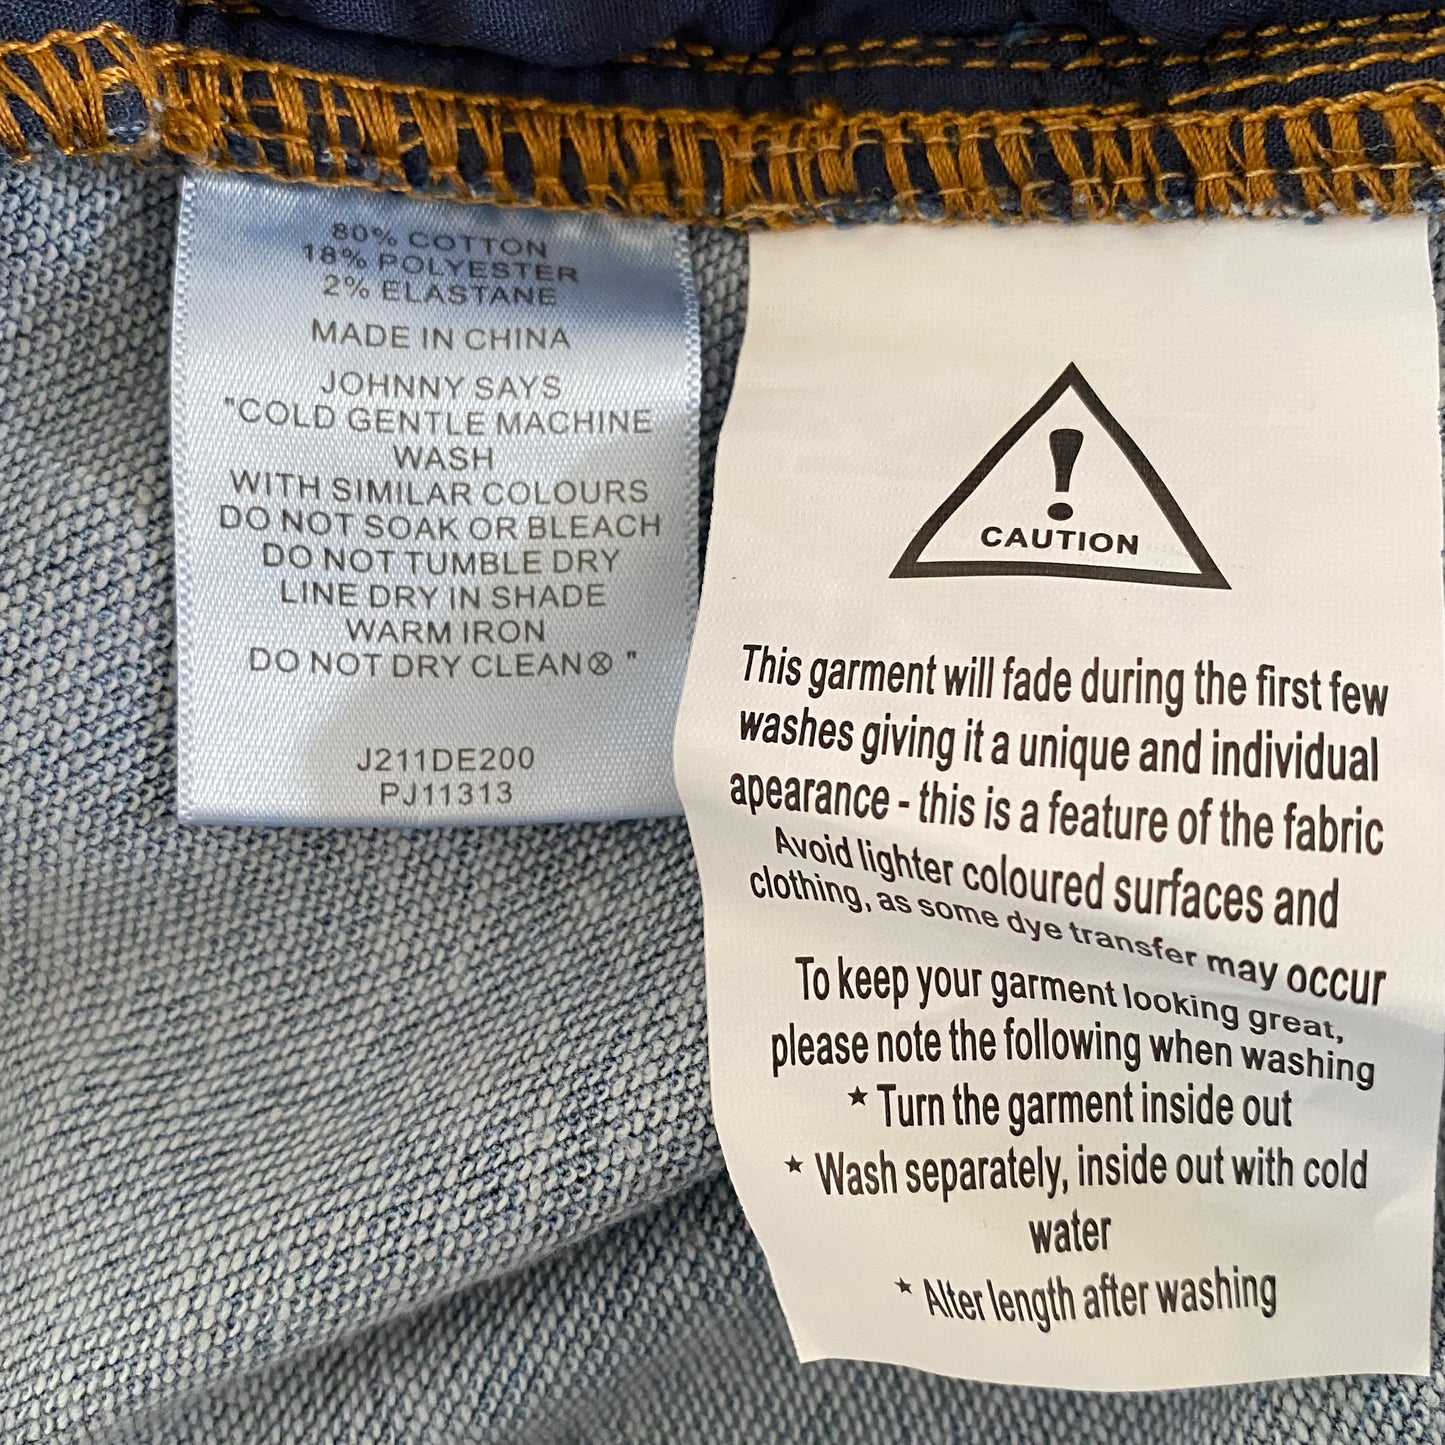 80% COTTON
18% POLYESTER
2% ELASTANE
MADE IN CHINA
JOHNNY SAYS
"COLD GENTLE MACHINE
WASH
WITH SIMILAR COLOURS
DO NOT SOAK OR BLEACH
DO NOT TUMBLE DRY
LINE DRY IN SHADE
WARM IRON
DO NOT DRY CLEAN "
J211DE200
PJ11313
!
CAUTION
This garment will fade during the first few
washes giving it a unique and individual
apearance - this is a feature of the fabric
Avoid lighter coloured surfaces and
clothing, as some dye transfer may occur
To keep your garment looking great,
please note the following when washing
* Turn the garment inside out
* Wash separately, inside out with cold
water
* Alter length after washing